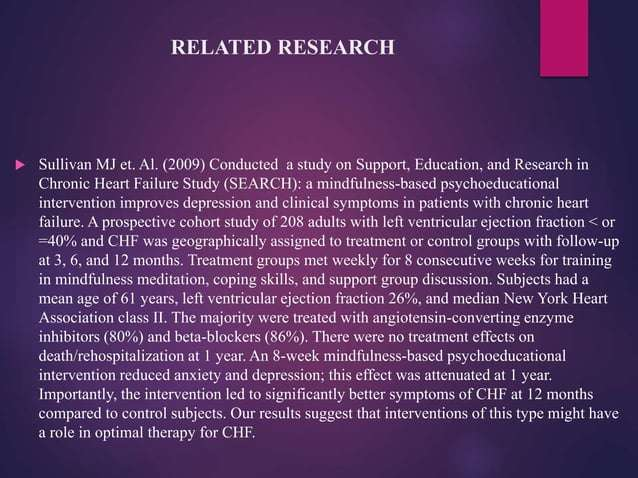 RELATED RESEARCH
Sullivan MJ et. Al. (2009) Conducted a study on Support, Education, and Research in
Chronic Heart Failure Study (SEARCH): a mindfulness-based psychoeducational
intervention improves depression and clinical symptoms in patients with chronic heart
failure. A prospective cohort study of 208 adults with left ventricular ejection fraction < or
=40% and CHF was geographically assigned to treatment or control groups with follow-up
at 3, 6, and 12 months. Treatment groups met weekly for 8 consecutive weeks for training
in mindfulness meditation, coping skills, and support group discussion. Subjects had a
mean age of 61 years, left ventricular ejection fraction 26%, and median New York Heart
Association class II. The majority were treated with angiotensin-converting enzyme
inhibitors (80%) and beta-blockers (86%). There were no treatment effects on
death/rehospitalization at 1 year. An 8-week mindfulness-based psychoeducational
intervention reduced anxiety and depression; this effect was attenuated at 1 year.
Importantly, the intervention led to significantly better symptoms of CHF at 12 months
compared to control subjects. Our results suggest that interventions of this type might have
a role in optimal therapy for CHF.